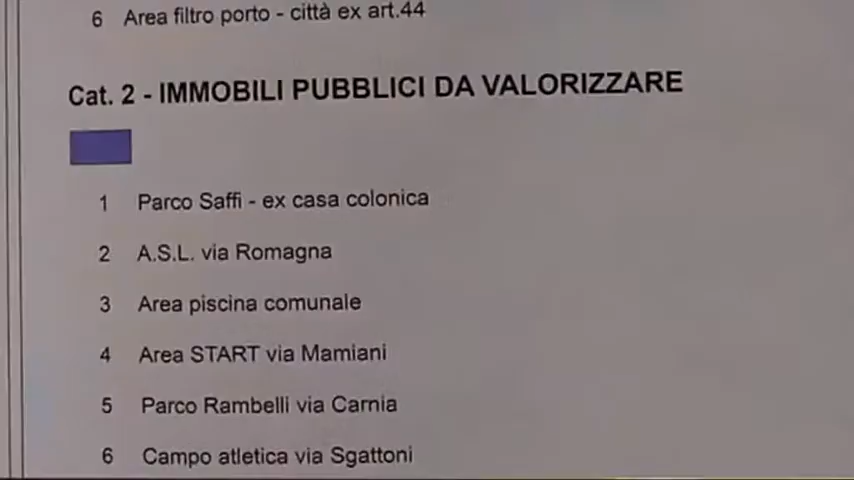 6 Area filtro porto - città ex art.44
Cat. 2 - IMMOBILI PUBBLICI DA VALORIZZARE
1 Parco Saffi - ex casa colonica
2 A.S.L. via Romagna
3 Area piscina comunale
4 Area START via Mamiani
5 Parco Rambelli via Carnia
6 Campo atletica via Sgattoni